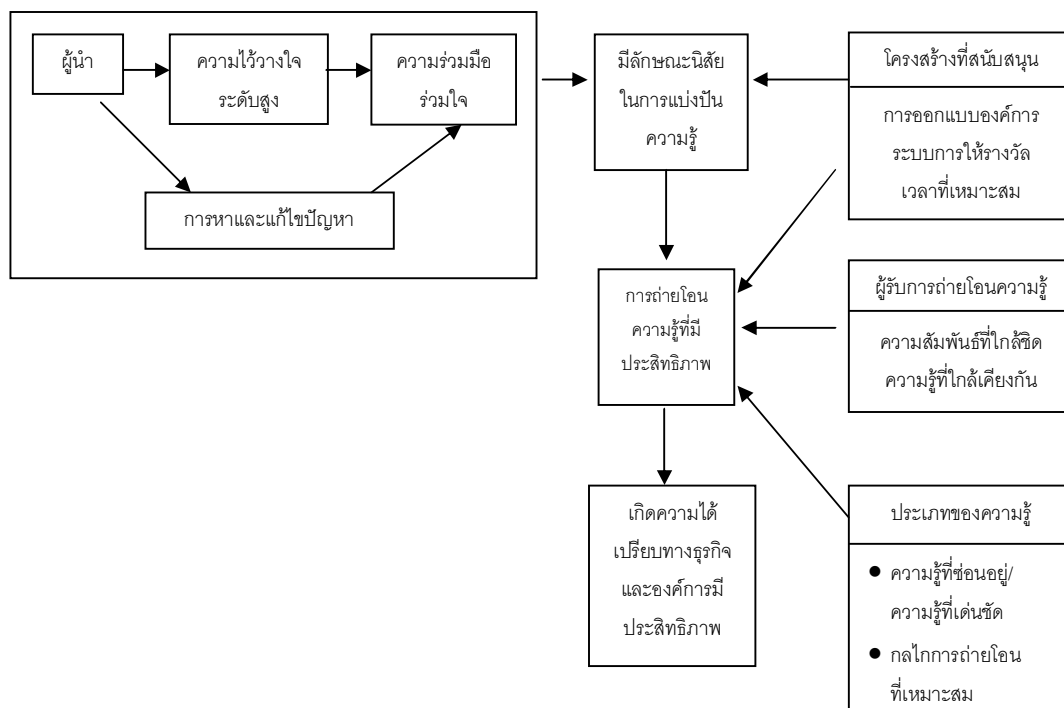 ผู้นำ
ความไว้วางใจ
ระดับสูง
ความร่วมมือ
ร่วมใจ
การหาและแก้ไขปัญหา
มีลักษณะนิสัย
ในการแบ่งปัน
ความรู้
โครงสร้างที่สนับสนุน
การออกแบบองค์การ
ระบบการให้รางวัล
เวลาที่เหมาะสม
การถ่ายโอน
ความรู้ที่มี
ประสิทธิภาพ
ผู้รับการถ่ายโอนความรู้
ความสัมพันธ์ที่ใกล้ชิด
ความรู้ที่ใกล้เคียงกัน
เกิดความได้
เปรียบทางธุรกิจ
และองค์การมี
ประสิทธิภาพ
ประเภทของความรู้
● ความรู้ที่ซ่อนอยู่/
ความรู้ที่เด่นชัด
● กลไกการถ่ายโอน
ที่เหมาะสม